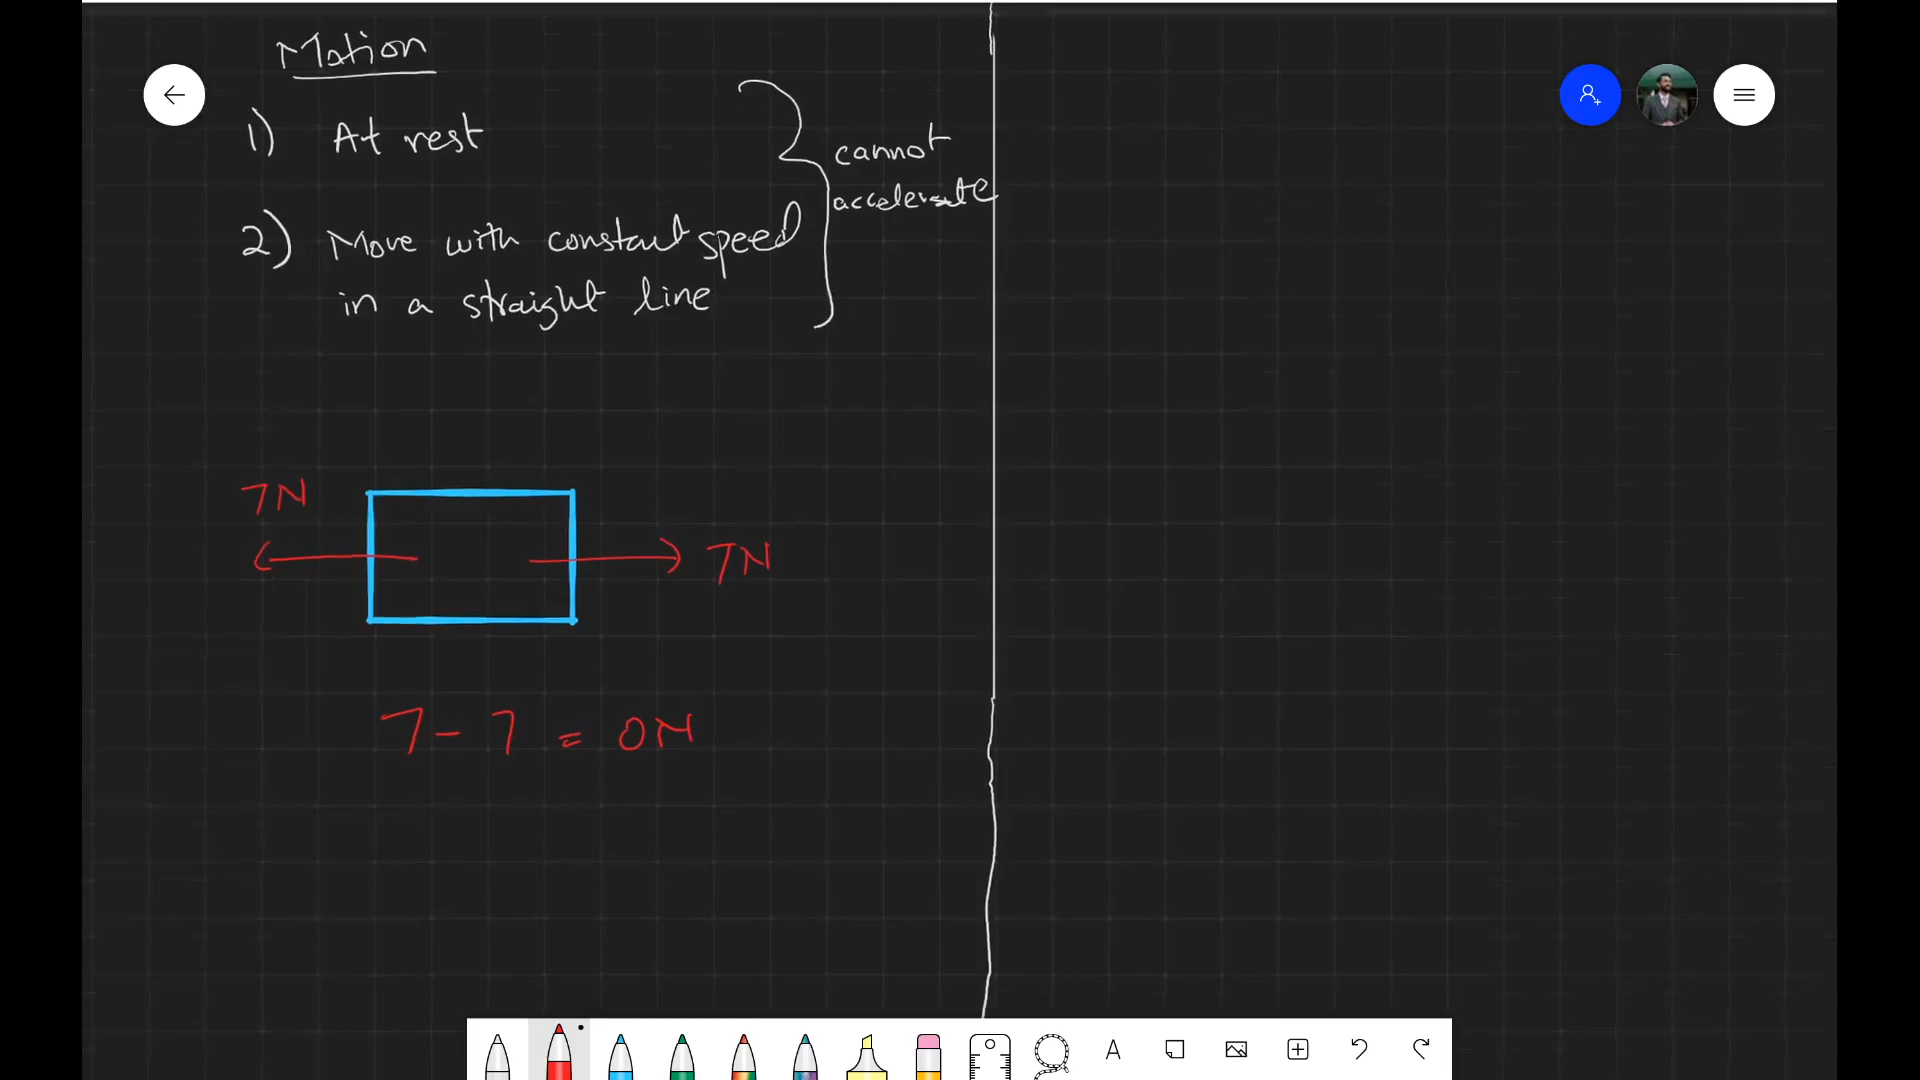 Motion
1) At rest
2) Move with constant speed
in a straight line
cannot
accelerate
7N
7N
7 - 7 = 0N
A